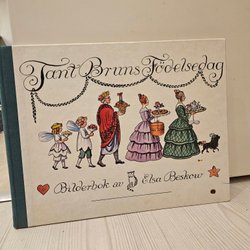 Tant Bruns Födelsedag
Bilderbok av Elsa Beskow